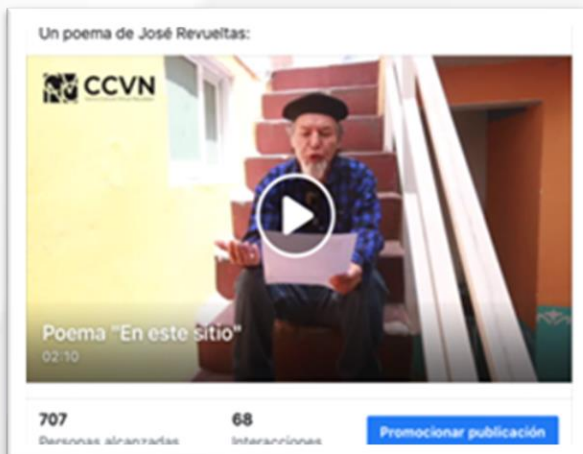 Un poema de José Revueltas:
CCVN
Poema "En este sitio"
02:10
707
68
Personas alcanzadas
Interacciones
Promocionar publicación